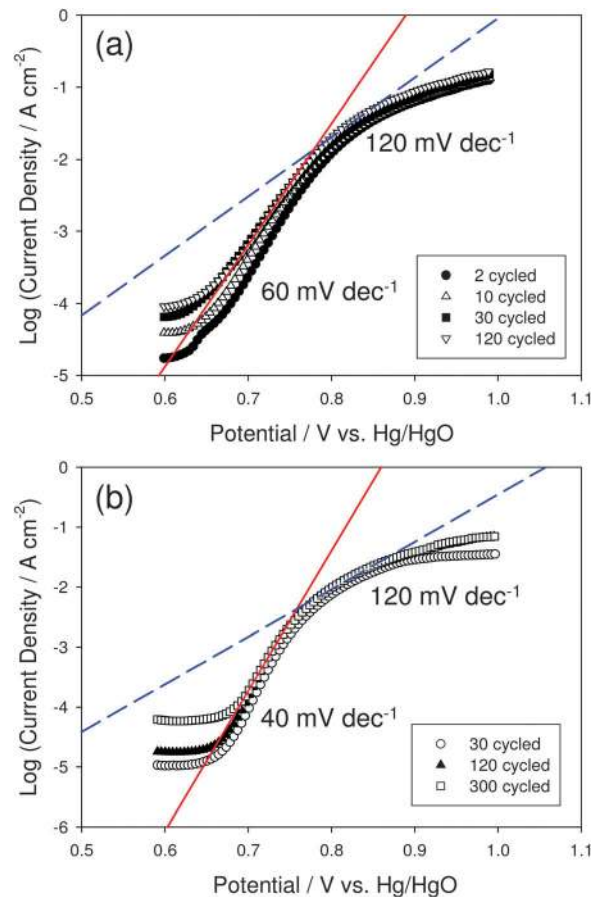 (a)
0
-1
-2
-3
-4
-5
Log (Current Density / A cm⁻²)
120 mV dec⁻¹
60 mV dec⁻¹
2 cycled
10 cycled
30 cycled
120 cycled
0.5 0.6 0.7 0.8 0.9 1.0 1.1
Potential / V vs. Hg/HgO
(b)
0
-1
-2
-3
-4
-5
-6
Log (Current Density / A cm⁻²)
120 mV dec⁻¹
40 mV dec⁻¹
30 cycled
120 cycled
300 cycled
0.5 0.6 0.7 0.8 0.9 1.0 1.1
Potential / V vs. Hg/HgO